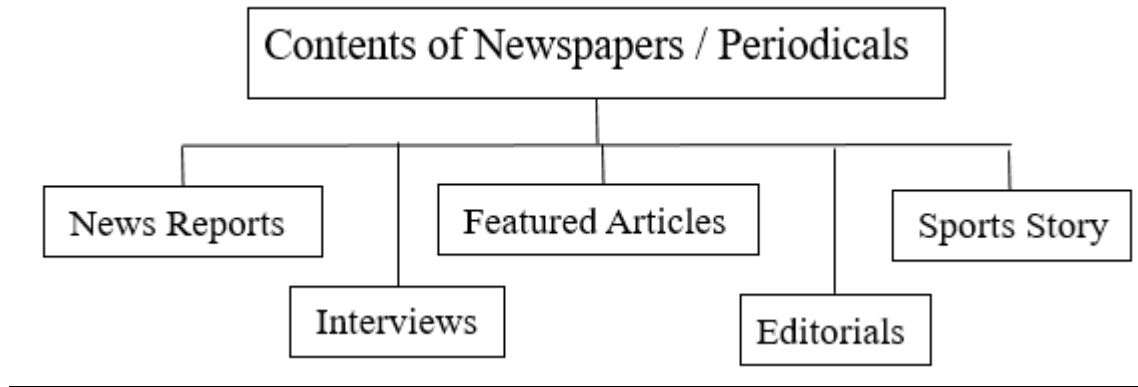 Contents of Newspapers / Periodicals
News Reports
Featured Articles
Sports Story
Interviews
Editorials